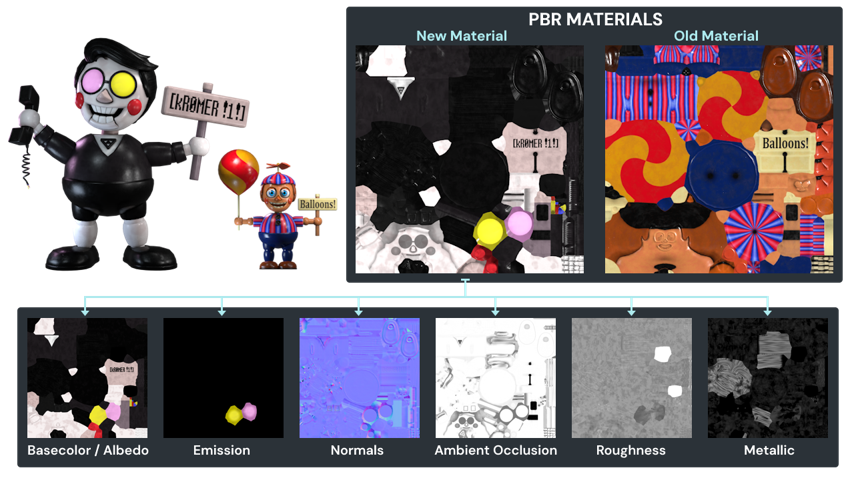 PBR MATERIALS
New Material
Old Material
[kRØMER !1!]
Balloons!
[kRØMER !1!]
Balloons!
[kRØMER !1!]
Basecolor / Albedo
Emission
Normals
Ambient Occlusion
Roughness
Metallic